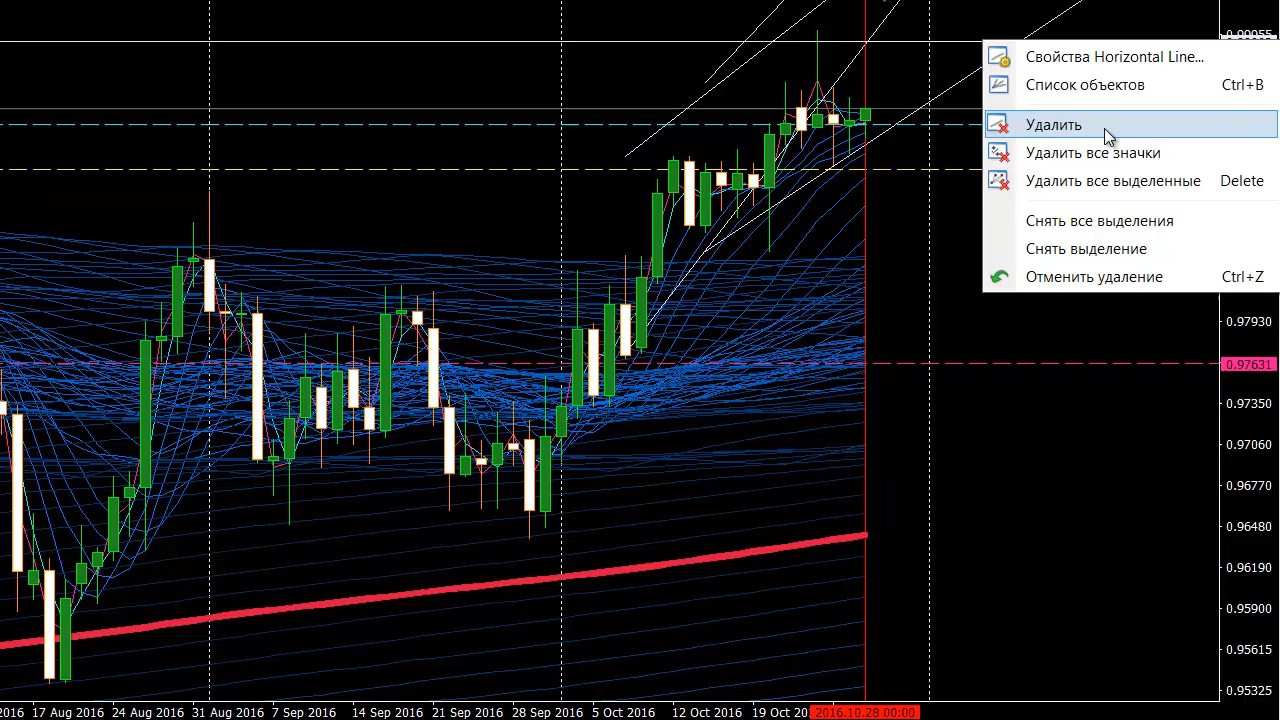 Свойства Horizontal Line...
Список объектов Ctrl+B
Удалить
Удалить все значки
Удалить все выделенные Delete
Снять все выделения
Снять выделение
Отменить удаление Ctrl+Z
0.97930
0.97631
0.97350
0.97060
0.96770
0.96480
0.96190
0.95900
0.95615
0.95325
2016 17 Aug 2016 24 Aug 2016 31 Aug 2016 7 Sep 2016 14 Sep 2016 21 Sep 2016 28 Sep 2016 5 Oct 2016 12 Oct 2016 19 Oct 2016.10.28 00:00